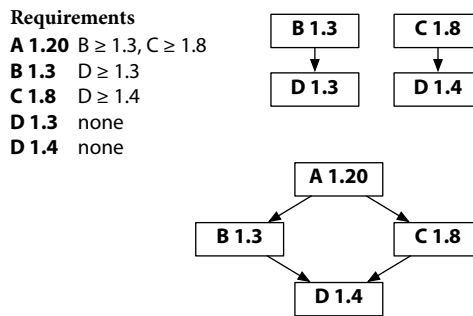 Requirements
A 1.20 B ≥ 1.3, C ≥ 1.8
B 1.3 D ≥ 1.3
C 1.8 D ≥ 1.4
D 1.3 none
D 1.4 none
B 1.3
C 1.8
D 1.3
D 1.4
A 1.20
B 1.3
C 1.8
D 1.4